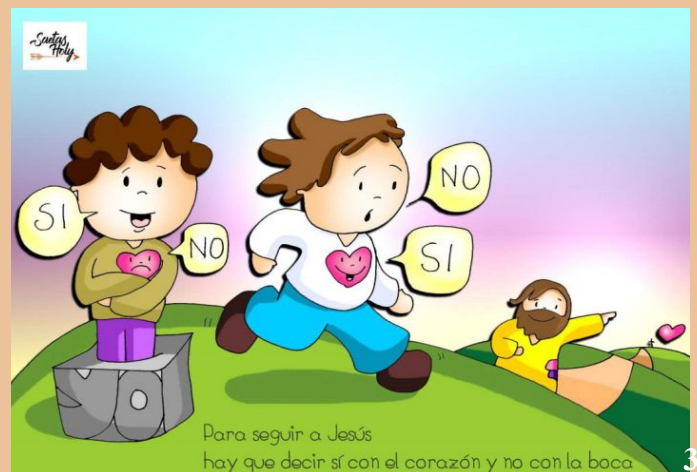 Saetas
Holy
SI
NO
NO
SI
YO
Para seguir a Jesús
hay que decir sí con el corazón y no con la boca
3